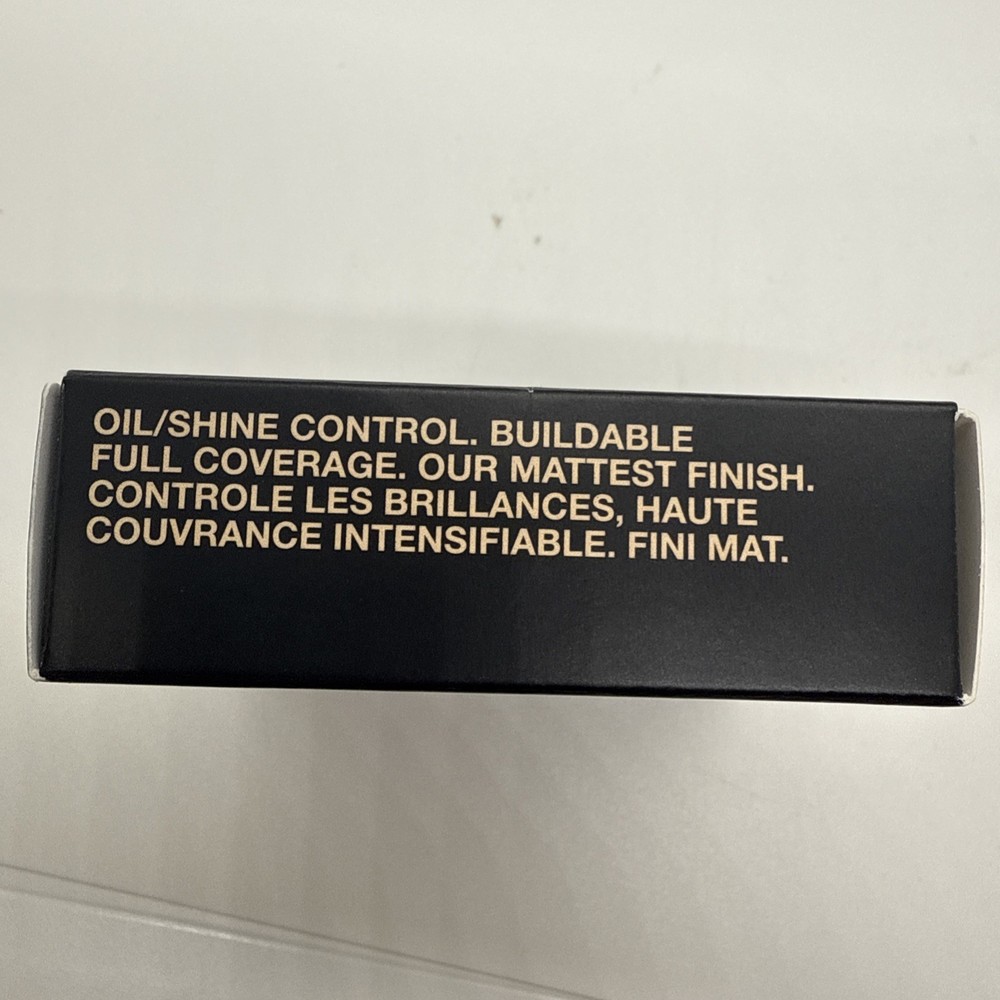 OIL/SHINE CONTROL. BUILDABLE
FULL COVERAGE. OUR MATTEST FINISH.
CONTROLE LES BRILLANCES, HAUTE
COUVRANCE INTENSIFIABLE. FINI MAT.